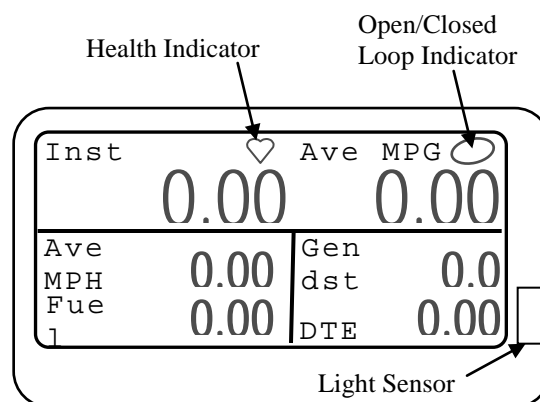 Open/Closed
Health Indicator Loop Indicator
Inst Ave MPG
0.00 0.00
Ave Gen
MPH 0.00 dst 0.0
Fue
l 0.00 DTE 0.00
Light Sensor